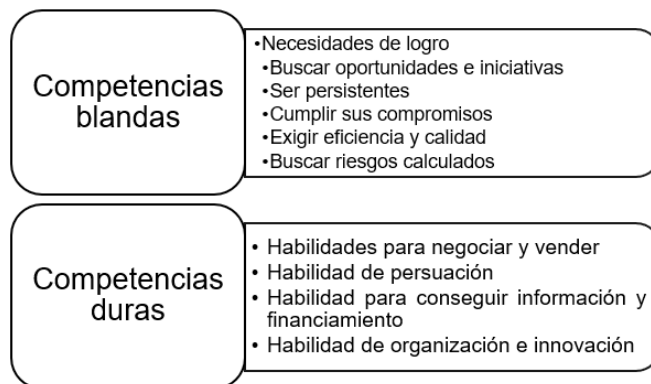 Competencias
blandas
•Necesidades de logro
•Buscar oportunidades e iniciativas
•Ser persistentes
•Cumplir sus compromisos
•Exigir eficiencia y calidad
•Buscar riesgos calculados
Competencias
duras
• Habilidades para negociar y vender
• Habilidad de persuación
• Habilidad para conseguir información y
financiamiento
• Habilidad de organización e innovación